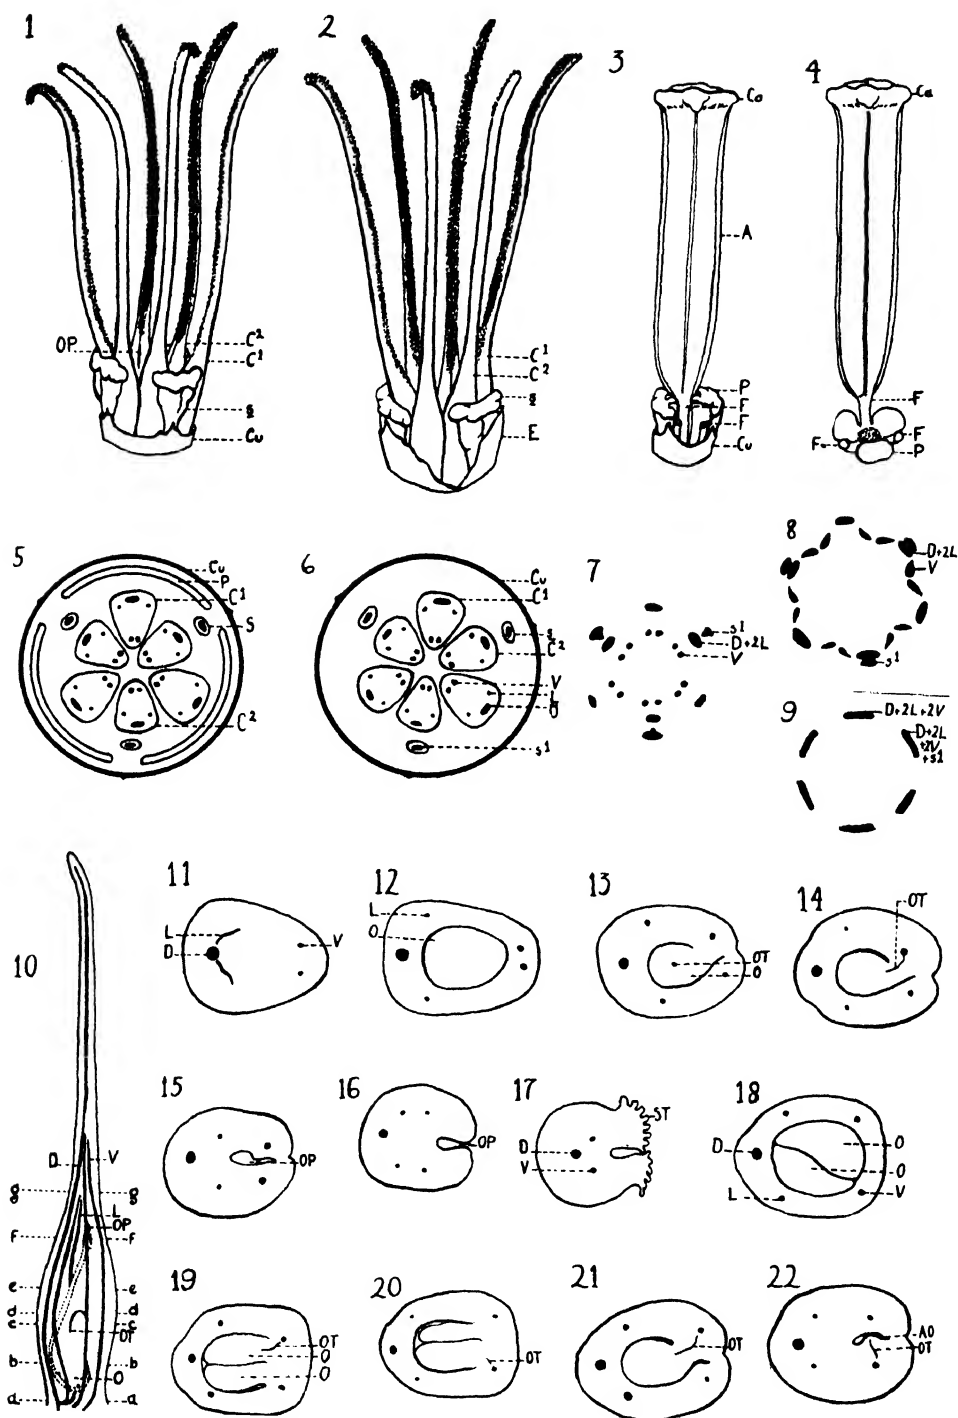 1
2
3
4
OP
C2
C1
s
Cu
C1
C2
s
E
Co
A
P
F
F
Cu
Co
F
F
F
P
5
6
7
8
9
Cu
P
C1
S
C2
Cu
C1
s
C2
V
L
D
s1
s1
D+2L
V
D+2L
V
s1
D+2L+2V
D+2L
+2V
+s1
10
D
V
g
g
L
OP
F
F
e
e
d
d
c
c
OT
b
b
O
a
a
11
L
D
V
12
L
O
13
OT
O
14
OT
15
OP
16
OP
17
ST
D
V
18
D
L
O
O
V
19
OT
O
O
20
OT
21
OT
22
AO
OT